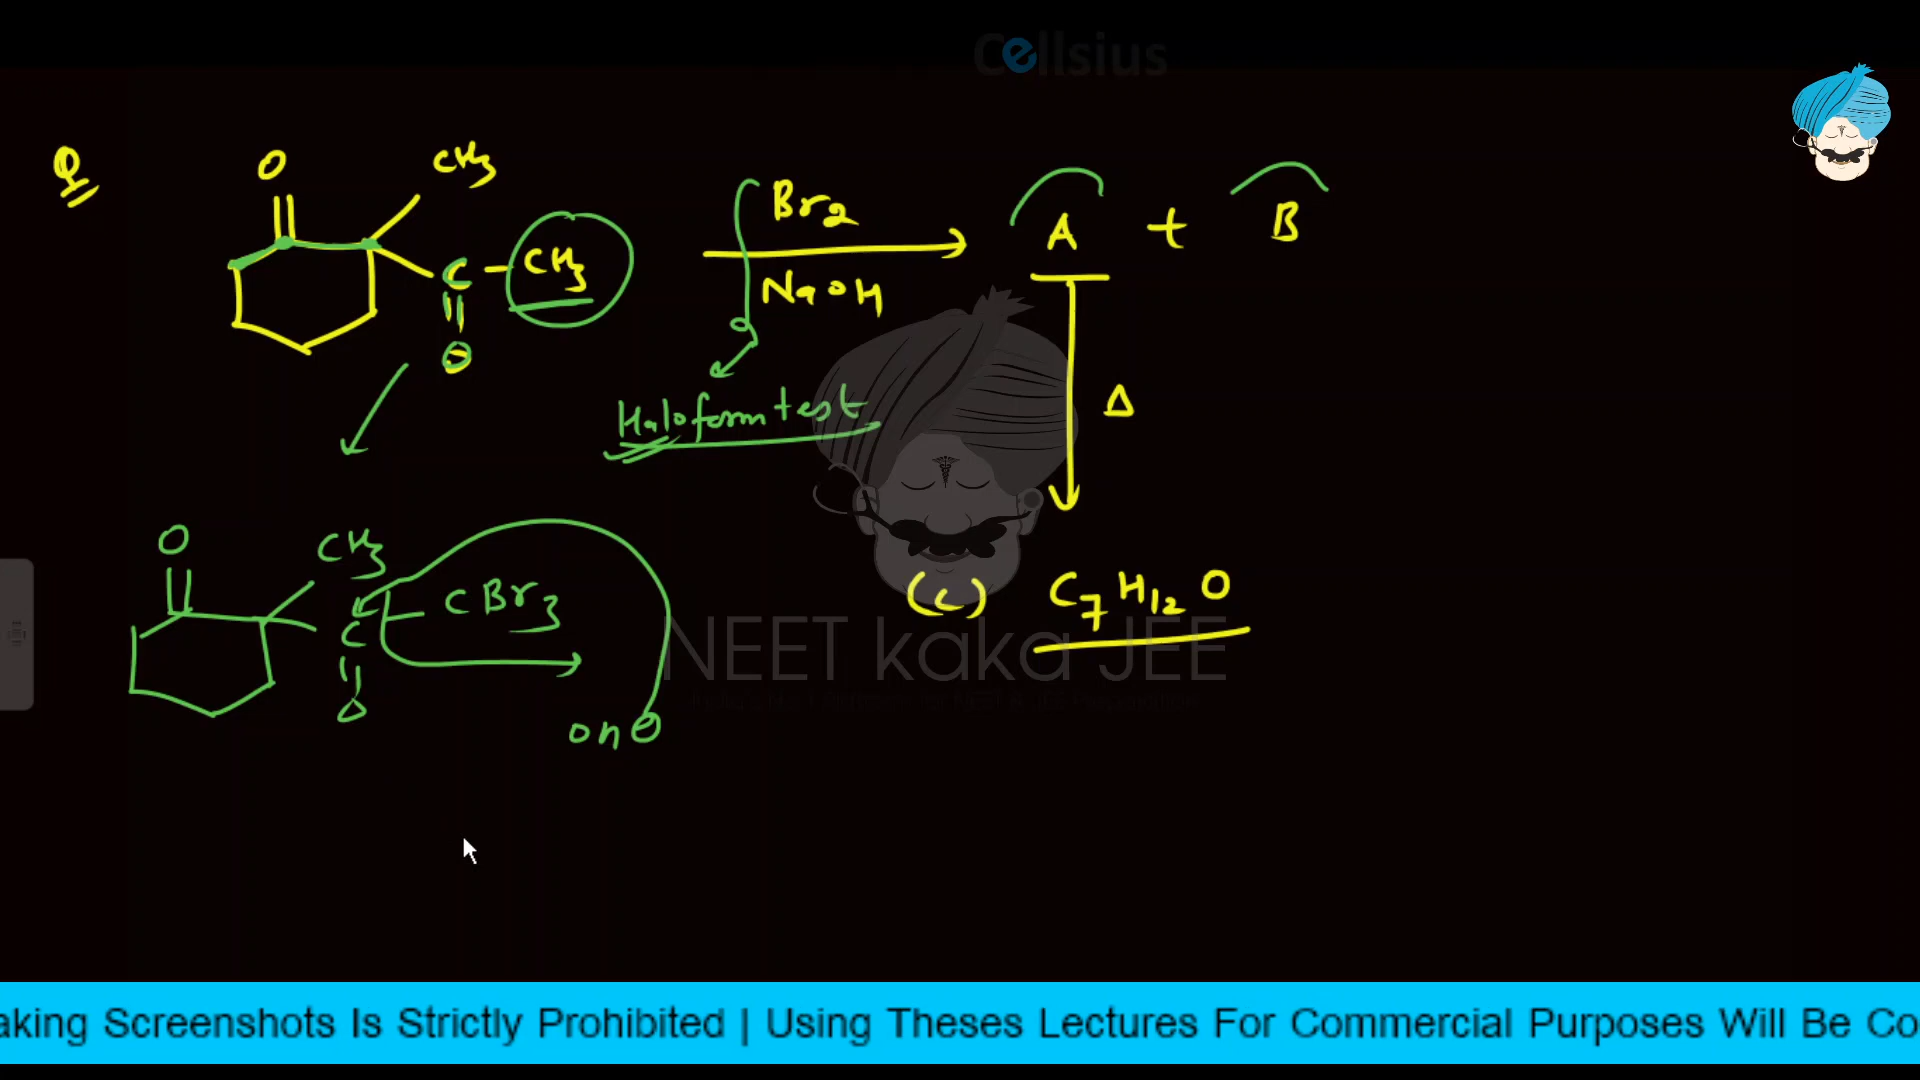 Cellsius
Q
O
CH3
C - CH3
O
Br2
NaOH
A + B
Haloform test
Δ
O
CH3
C
CBr3
O
OH⊖
(C) C7H12O
NEET kaka JEE
aking Screenshots Is Strictly Prohibited | Using Theses Lectures For Commercial Purposes Will Be Co